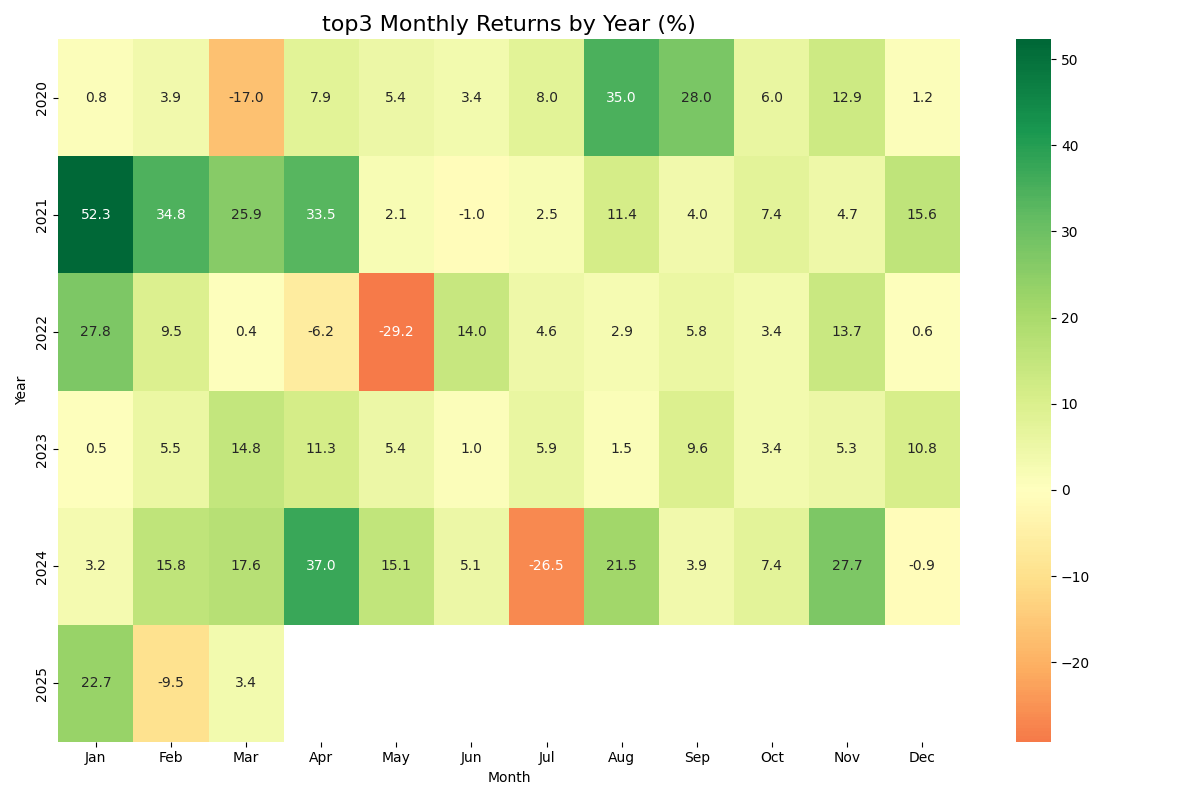 top3 Monthly Returns by Year (%)
2020 0.8 3.9 -17.0 7.9 5.4 3.4 8.0 35.0 28.0 6.0 12.9 1.2
2021 52.3 34.8 25.9 33.5 2.1 -1.0 2.5 11.4 4.0 7.4 4.7 15.6
2022 27.8 9.5 0.4 -6.2 -29.2 14.0 4.6 2.9 5.8 3.4 13.7 0.6
2023 0.5 5.5 14.8 11.3 5.4 1.0 5.9 1.5 9.6 3.4 5.3 10.8
2024 3.2 15.8 17.6 37.0 15.1 5.1 -26.5 21.5 3.9 7.4 27.7 -0.9
2025 22.7 -9.5 3.4
Year
Jan Feb Mar Apr May Jun Jul Aug Sep Oct Nov Dec
Month
50
40
30
20
10
0
−10
−20